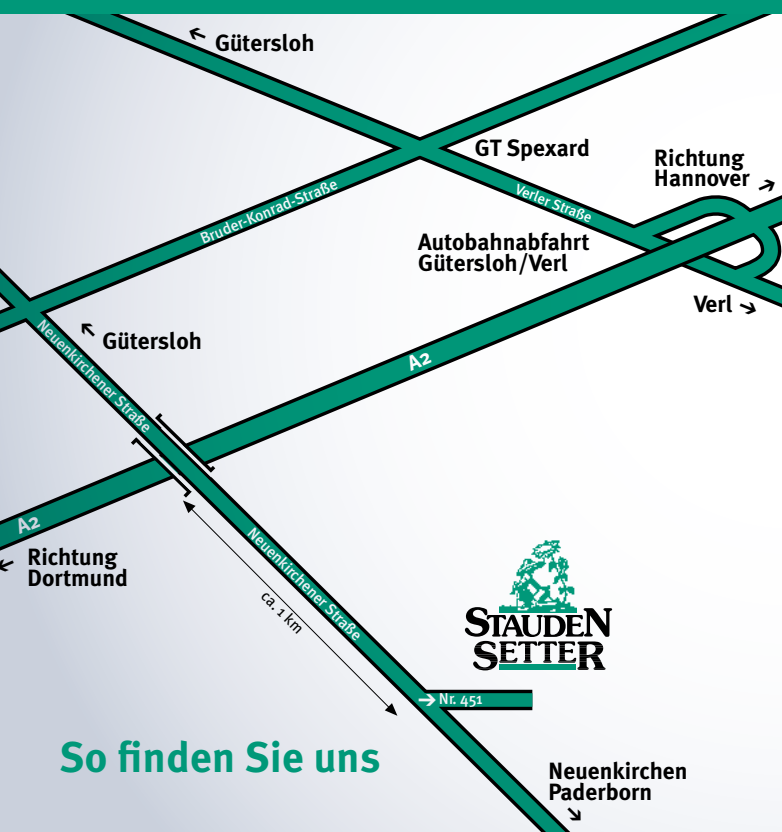 Gütersloh
GT Spexard
Richtung
Hannover
Verler Straße
Bruder-Konrad-Straße
Autobahnabfahrt
Gütersloh/Verl
Verl
Gütersloh
Neuenkirchener Straße
A2
A2
Richtung
Dortmund
Neuenkirchener Straße
ca. 1 km
STAUDEN
SETTER
Nr. 451
So finden Sie uns
Neuenkirchen
Paderborn